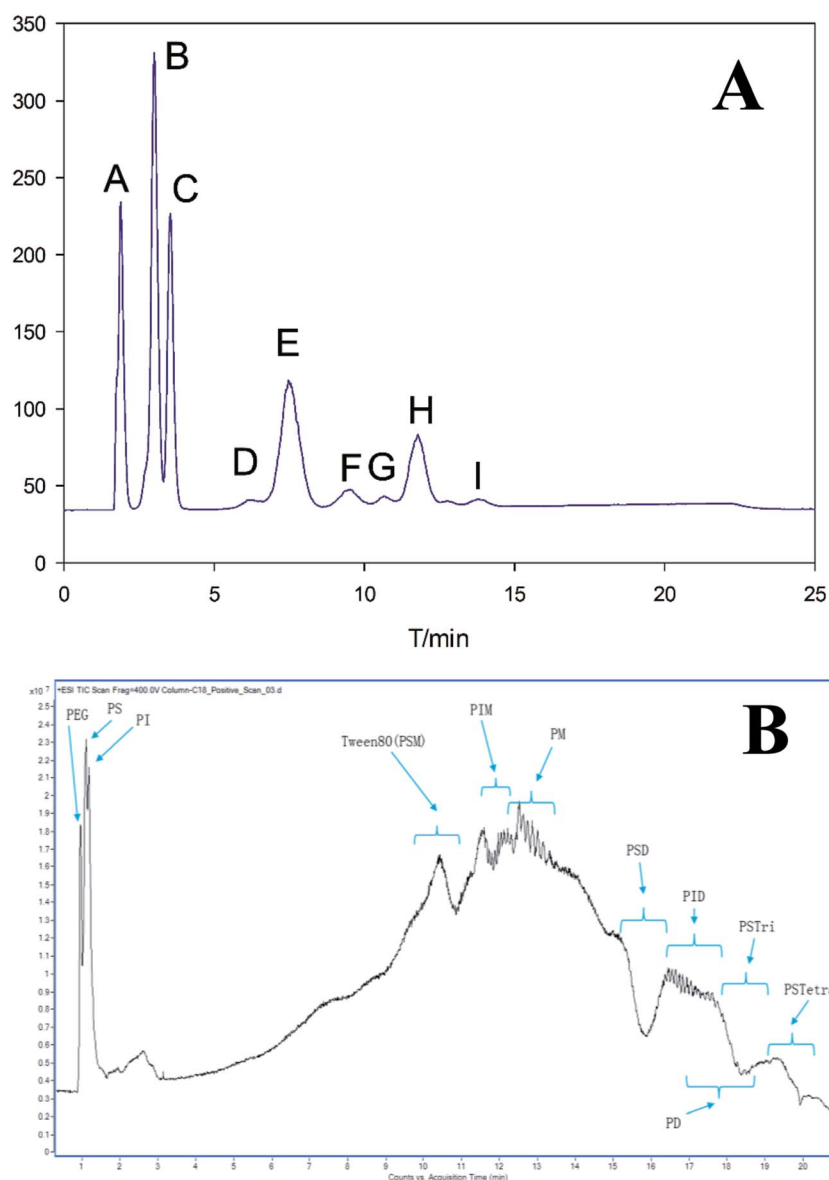 350
300
250
200
150
100
50
0
A
B
C
D
E
F
G
H
I
A
0
5
10
15
20
25
T/min
+ESI TIC Scan Frag=400.0V Column-C18_Positive_Scan_03.d
x10 7
2.5
2.4
2.3
2.2
2.1
2
1.9
1.8
1.7
1.6
1.5
1.4
1.3
1.2
1.1
1
0.9
0.8
0.7
0.6
0.5
0.4
0.3
0.2
0.1
0
PEG
PS
PI
Tween80(PSM)
PIM
PM
PSD
PID
PSTri
PSTetra
PD
B
1
2
3
4
5
6
7
8
9
10
11
12
13
14
15
16
17
18
19
20
Counts vs. Acquisition Time (min)